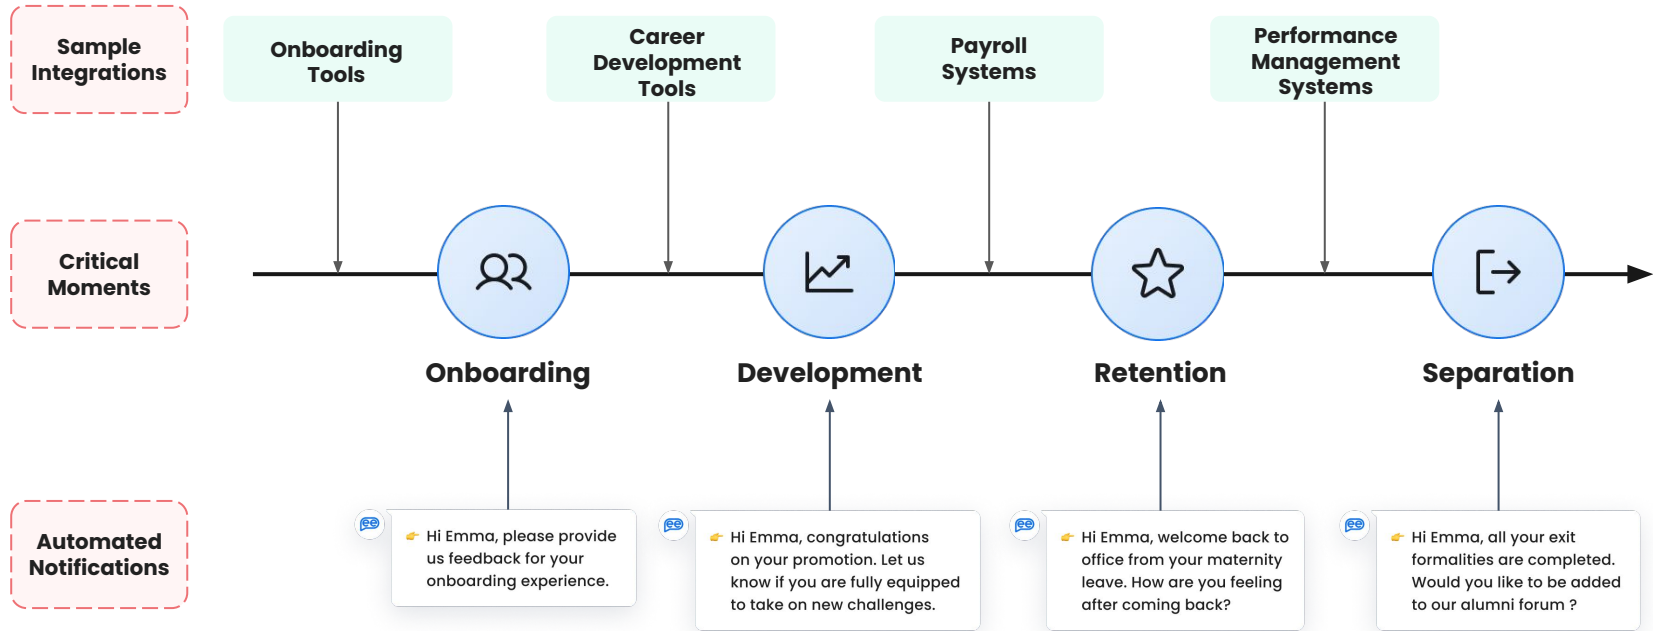 Sample
Integrations
Onboarding
Tools
Career
Development
Tools
Payroll
Systems
Performance
Management
Systems
Critical
Moments
Onboarding
Development
Retention
Separation
Automated
Notifications
ee
👉 Hi Emma, please provide
us feedback for your
onboarding experience.
ee
👉 Hi Emma, congratulations
on your promotion. Let us
know if you are fully equipped
to take on new challenges.
ee
👉 Hi Emma, welcome back to
office from your maternity
leave. How are you feeling
after coming back?
ee
👉 Hi Emma, all your exit
formalities are completed.
Would you like to be added
to our alumni forum ?